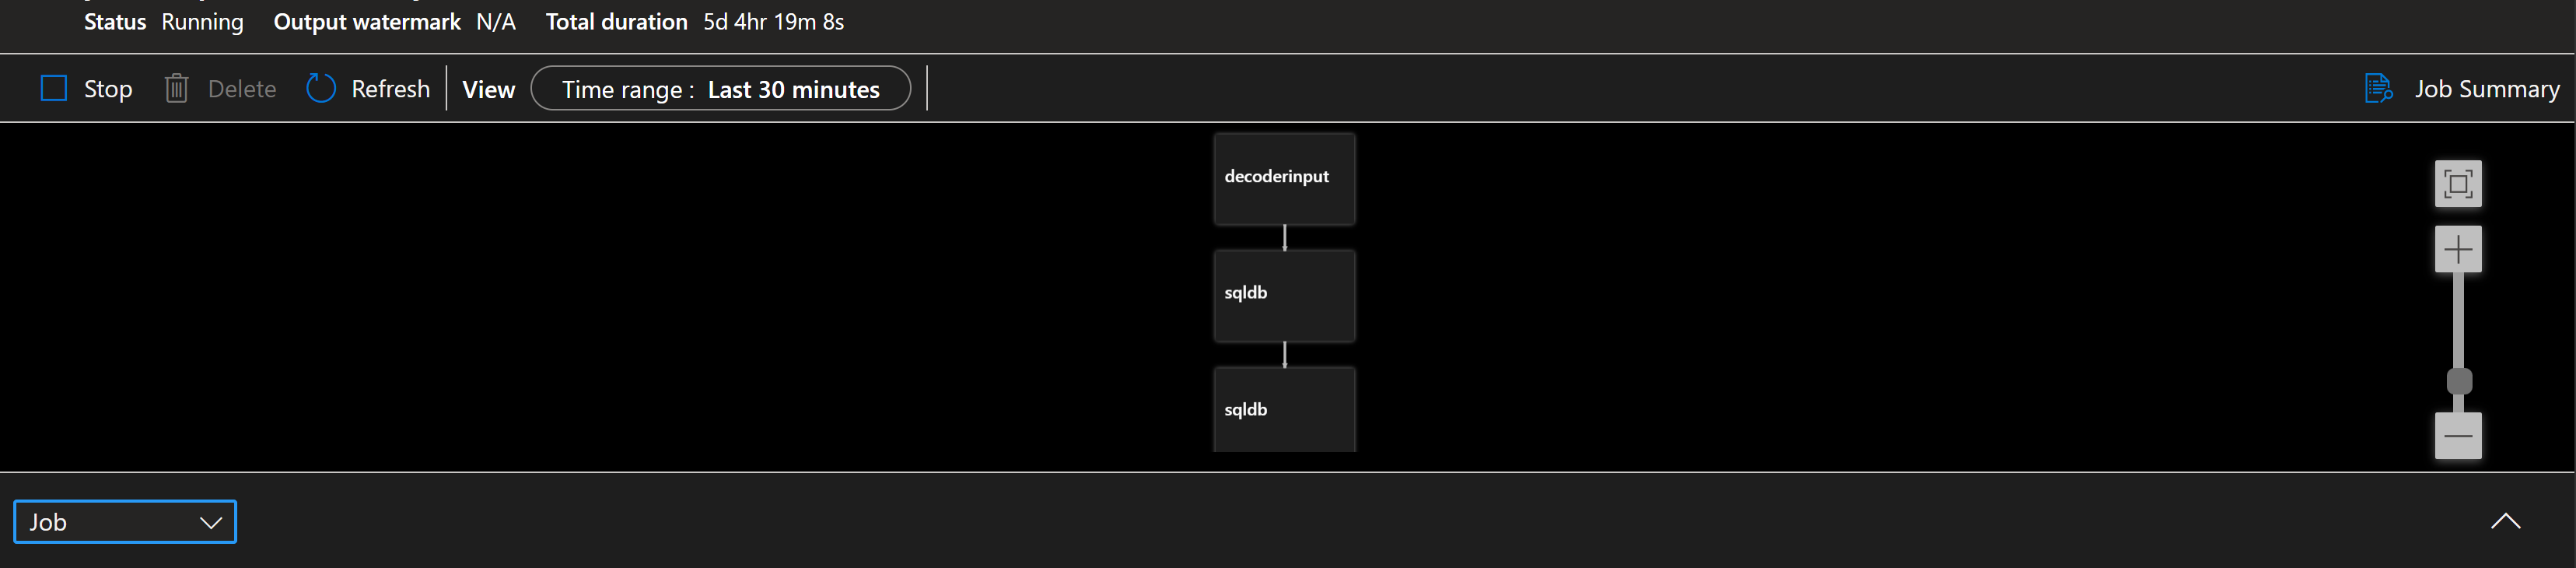 Status Running Output watermark N/A Total duration 5d 4hr 19m 8s
Stop Delete Refresh View Time range : Last 30 minutes Job Summary
decoderinput
sqldb
sqldb
Job